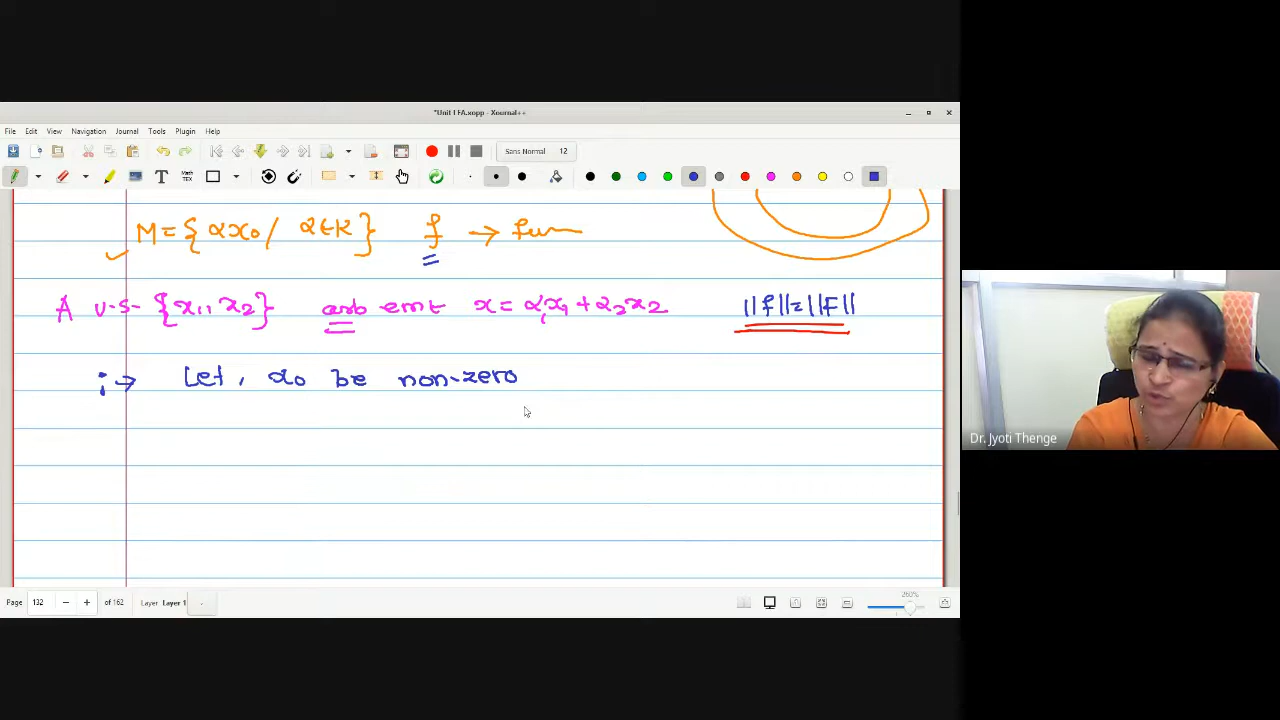 *Unit I FA.xopp - Xournal++
File Edit View Navigation Journal Tools Plugin Help
Sans Normal 12
M = { αx0 / α∈K } f → fun
A v.s. {x1, x2} arb emt x = α1x1 + α2x2 ||f|| = ||F||
:→ Let, x0 be non-zero
Dr. Jyoti Thenge
Page 132 of 162 Layer Layer 1
260%